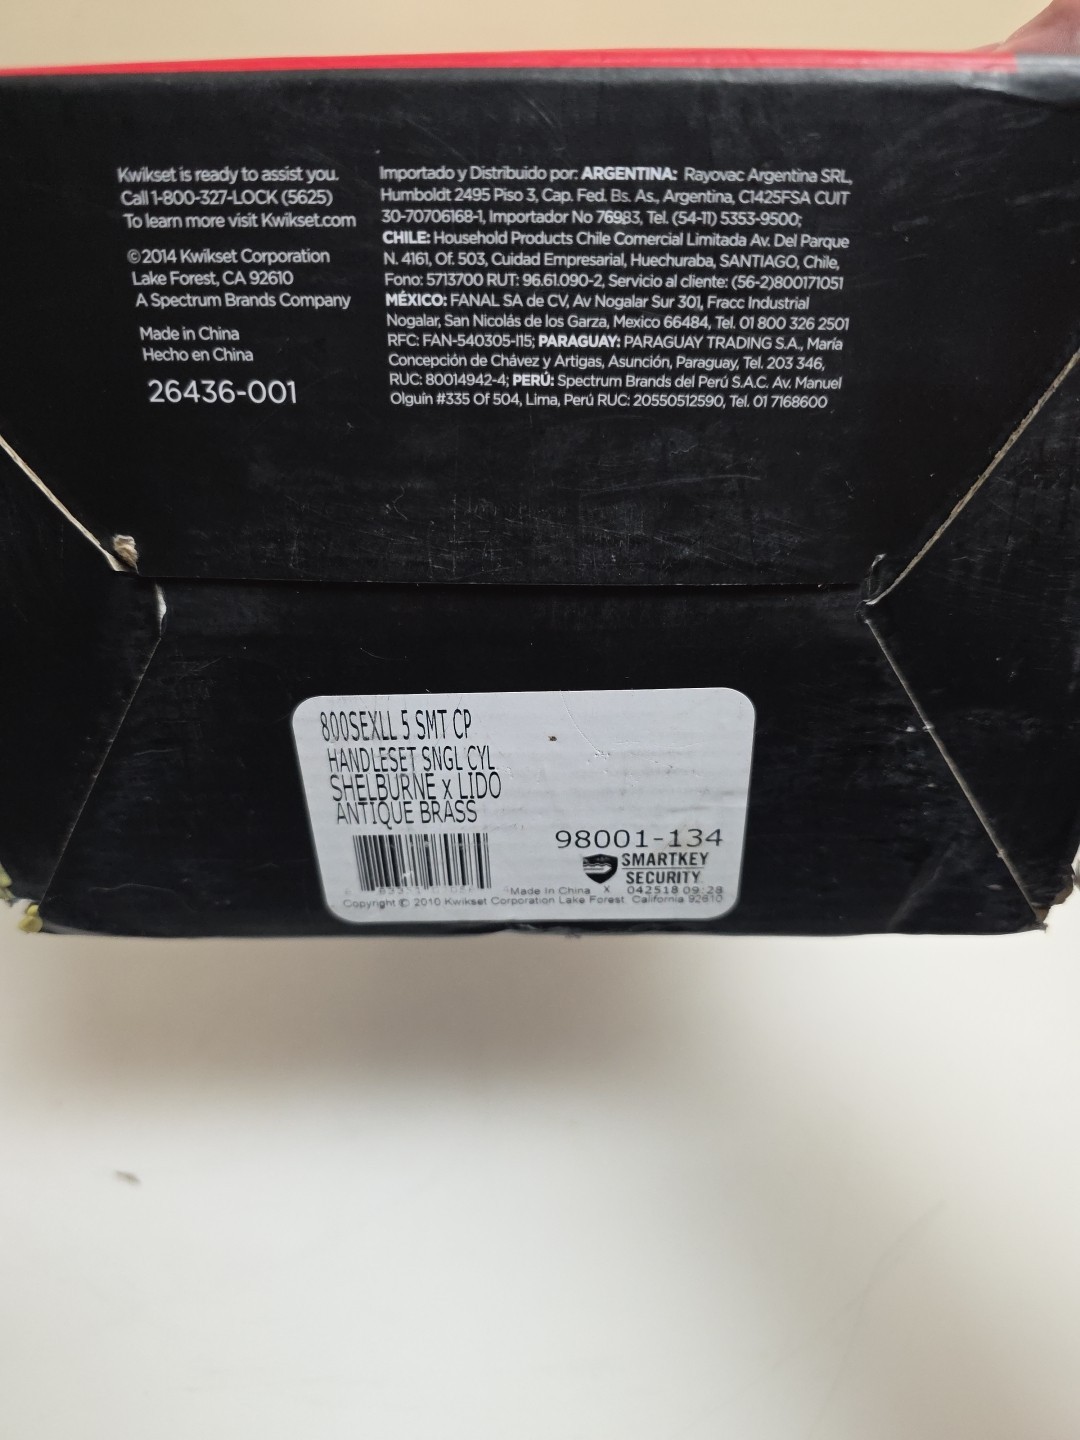 Kwikset is ready to assist you.
Call 1-800-327-LOCK (5625)
To learn more visit Kwikset.com
©2014 Kwikset Corporation
Lake Forest, CA 92610
A Spectrum Brands Company
Made in China
Hecho en China
26436-001
Importado y Distribuido por: ARGENTINA: Rayovac Argentina SRL,
Humboldt 2495 Piso 3, Cap. Fed. Bs. As., Argentina, C1425FSA CUIT
30-70706168-1, Importador No 76983, Tel. (54-11) 5353-9500;
CHILE: Household Products Chile Comercial Limitada Av. Del Parque
N. 4161, Of. 503, Cuidad Empresarial, Huechuraba, SANTIAGO, Chile,
Fono: 5713700 RUT: 96.61.090-2, Servicio al cliente: (56-2)800171051
MÉXICO: FANAL SA de CV, Av Nogalar Sur 301, Fracc Industrial
Nogalar, San Nicolás de los Garza, Mexico 66484, Tel. 01 800 326 2501
RFC: FAN-540305-I15; PARAGUAY: PARAGUAY TRADING S.A., María
Concepción de Chávez y Artigas, Asunción, Paraguay, Tel. 203 346,
RUC: 80014942-4; PERÚ: Spectrum Brands del Perú S.A.C. Av. Manuel
Olguín #335 Of 504, Lima, Perú RUC: 20550512590, Tel. 01 7168600
800SEXLL 5 SMT CP
HANDLESET SNGL CYL
SHELBURNE x LIDO
ANTIQUE BRASS
98001-134
SMARTKEY
SECURITY
Made In China X 042518 09:28
Copyright © 2010 Kwikset Corporation Lake Forest, California 92610